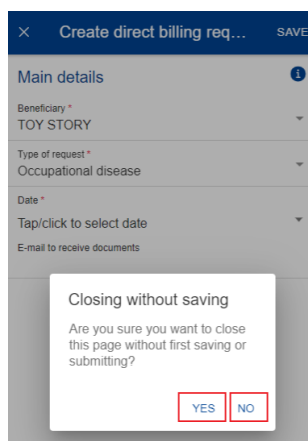 × Create direct billing req... SAVE
Main details
Beneficiary *
TOY STORY
Type of request *
Occupational disease
Date *
Tap/click to select date
E-mail to receive documents
Closing without saving
Are you sure you want to close
this page without first saving or
submitting?
YES NO